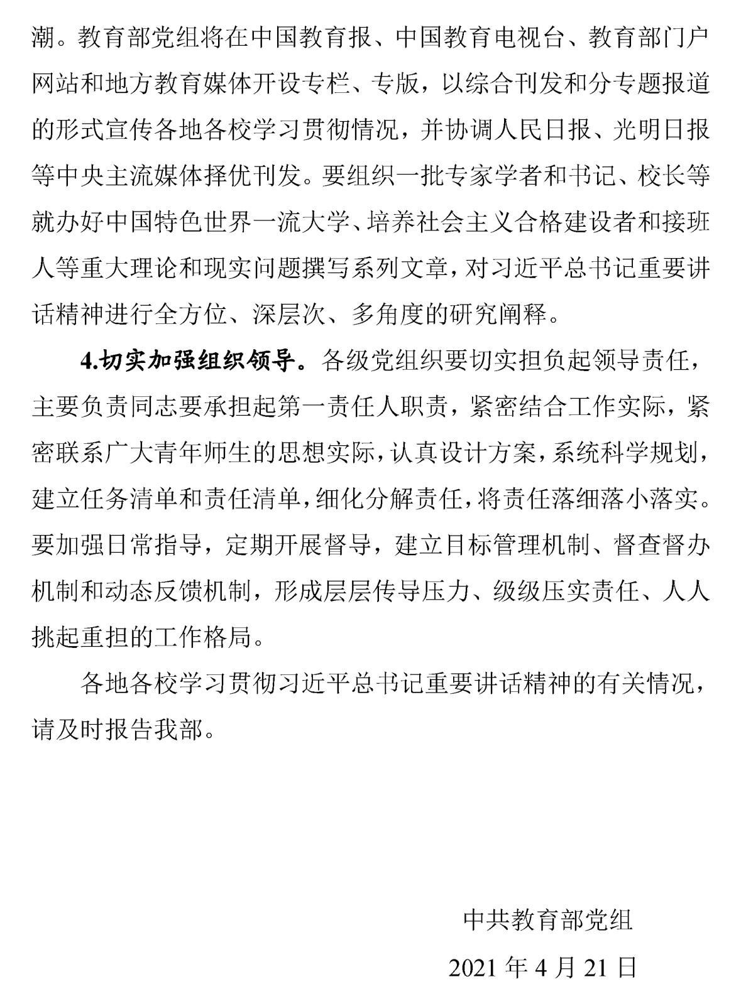 潮。教育部党组将在中国教育报、中国教育电视台、教育部门户
网站和地方教育媒体开设专栏、专版，以综合刊发和分专题报道
的形式宣传各地各校学习贯彻情况，并协调人民日报、光明日报
等中央主流媒体择优刊发。要组织一批专家学者和书记、校长等
就办好中国特色世界一流大学、培养社会主义合格建设者和接班
人等重大理论和现实问题撰写系列文章，对习近平总书记重要讲
话精神进行全方位、深层次、多角度的研究阐释。
4.切实加强组织领导。各级党组织要切实担负起领导责任，
主要负责同志要承担起第一责任人职责，紧密结合工作实际，紧
密联系广大青年师生的思想实际，认真设计方案，系统科学规划，
建立任务清单和责任清单，细化分解责任，将责任落细落小落实。
要加强日常指导，定期开展督导，建立目标管理机制、督查督办
机制和动态反馈机制，形成层层传导压力、级级压实责任、人人
挑起重担的工作格局。
各地各校学习贯彻习近平总书记重要讲话精神的有关情况，
请及时报告我部。
中共教育部党组
2021 年 4 月 21 日